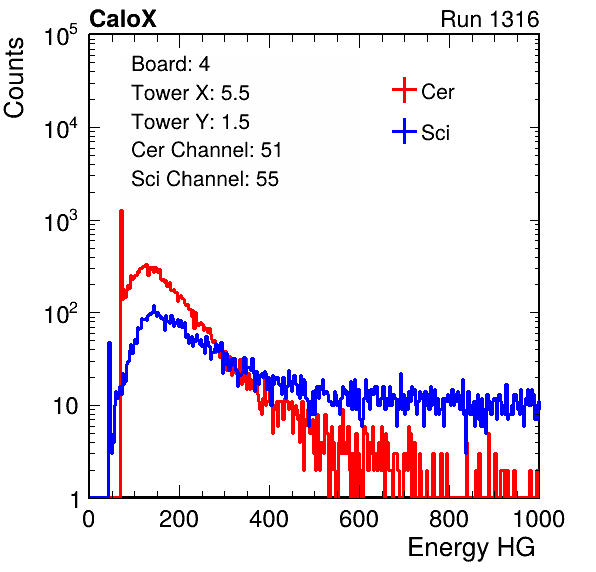 CaloX Run 1316
Counts
10^5
10^4
10^3
10^2
10
1
Board: 4
Tower X: 5.5
Tower Y: 1.5
Cer Channel: 51
Sci Channel: 55
Cer
Sci
0 200 400 600 800 1000
Energy HG